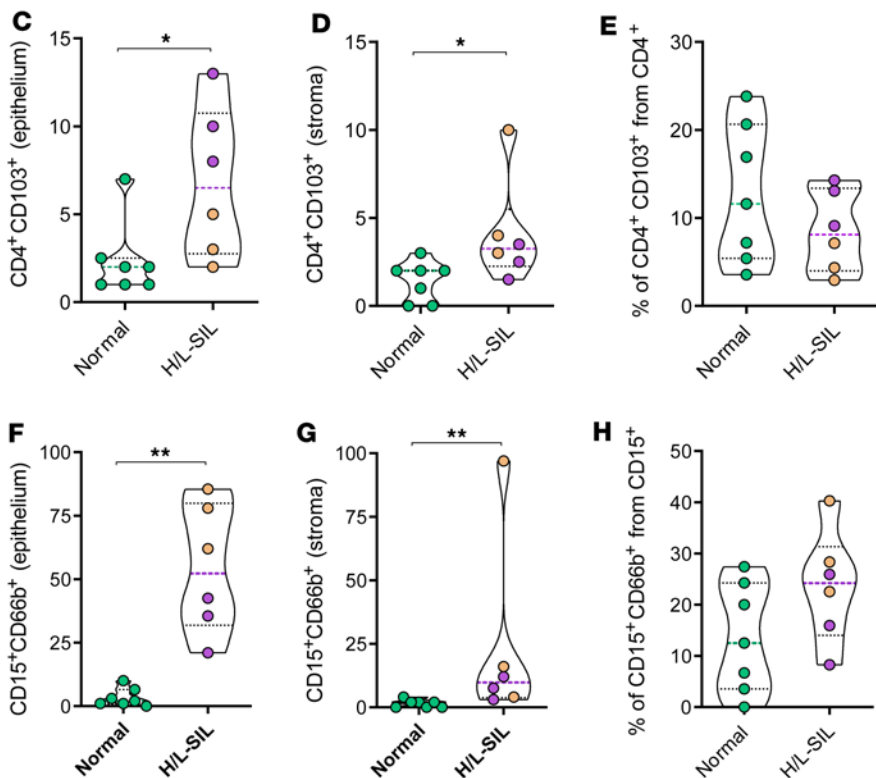 C
D
E
*
*
CD4⁺CD103⁺ (epithelium)
15
10
5
0
Normal
H/L-SIL
CD4⁺CD103⁺ (stroma)
15
10
5
0
Normal
H/L-SIL
% of CD4⁺ CD103⁺ from CD4⁺
30
20
10
0
Normal
H/L-SIL
F
G
H
**
**
CD15⁺CD66b⁺ (epithelium)
100
75
50
25
0
Normal
H/L-SIL
CD15⁺CD66b⁺ (stroma)
100
75
50
25
0
Normal
H/L-SIL
% of CD15⁺ CD66b⁺ from CD15⁺
50
40
30
20
10
0
Normal
H/L-SIL